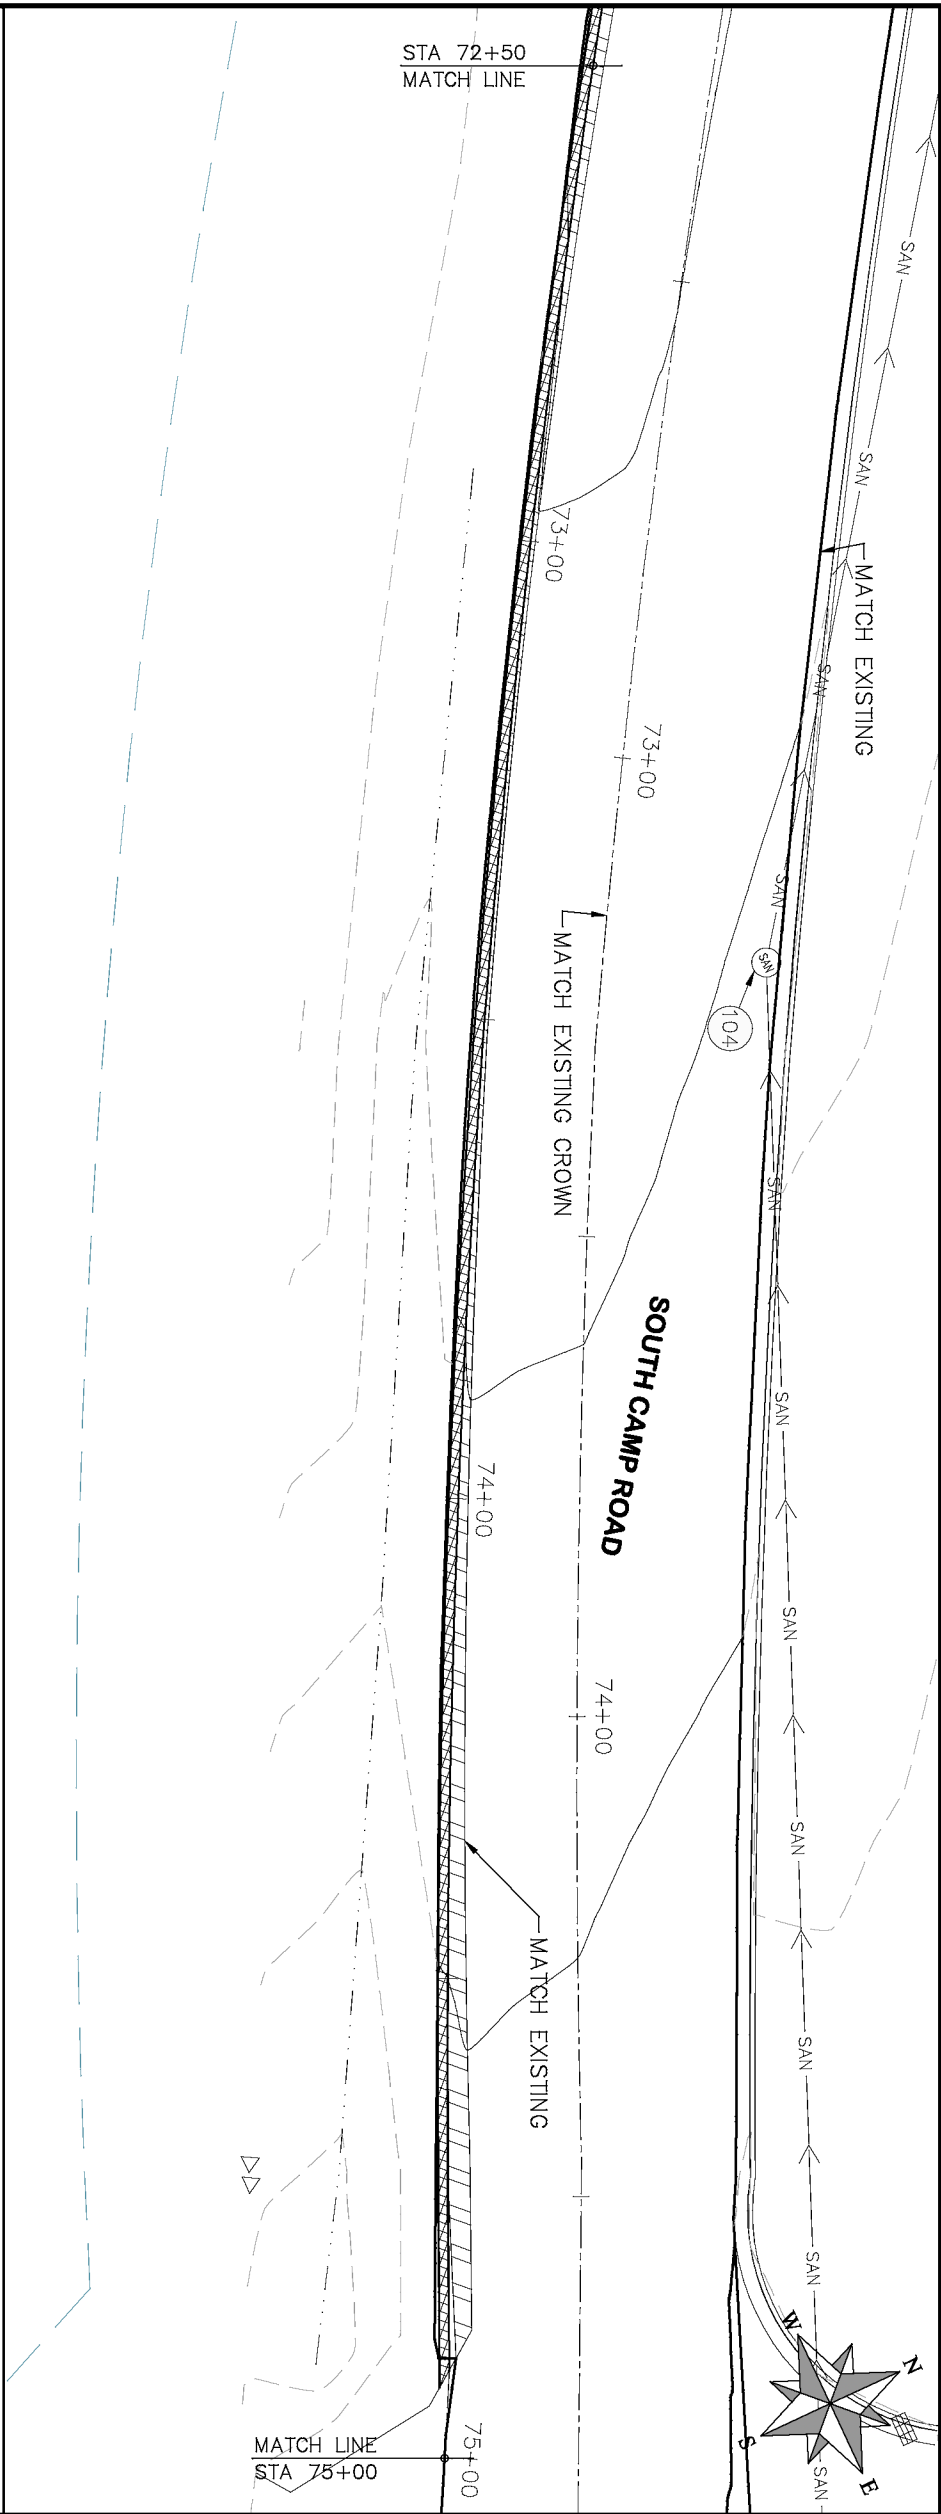 STA 72+50
MATCH LINE
SAN
SAN
MATCH EXISTING
73+00
SAN
73+00
SAN
MATCH EXISTING CROWN
SAN
104
SAN
SOUTH CAMP ROAD
SAN
74+00
SAN
74+00
SAN
MATCH EXISTING
SAN
SAN
W
N
S
E
SAN
75+00
MATCH LINE
STA 75+00